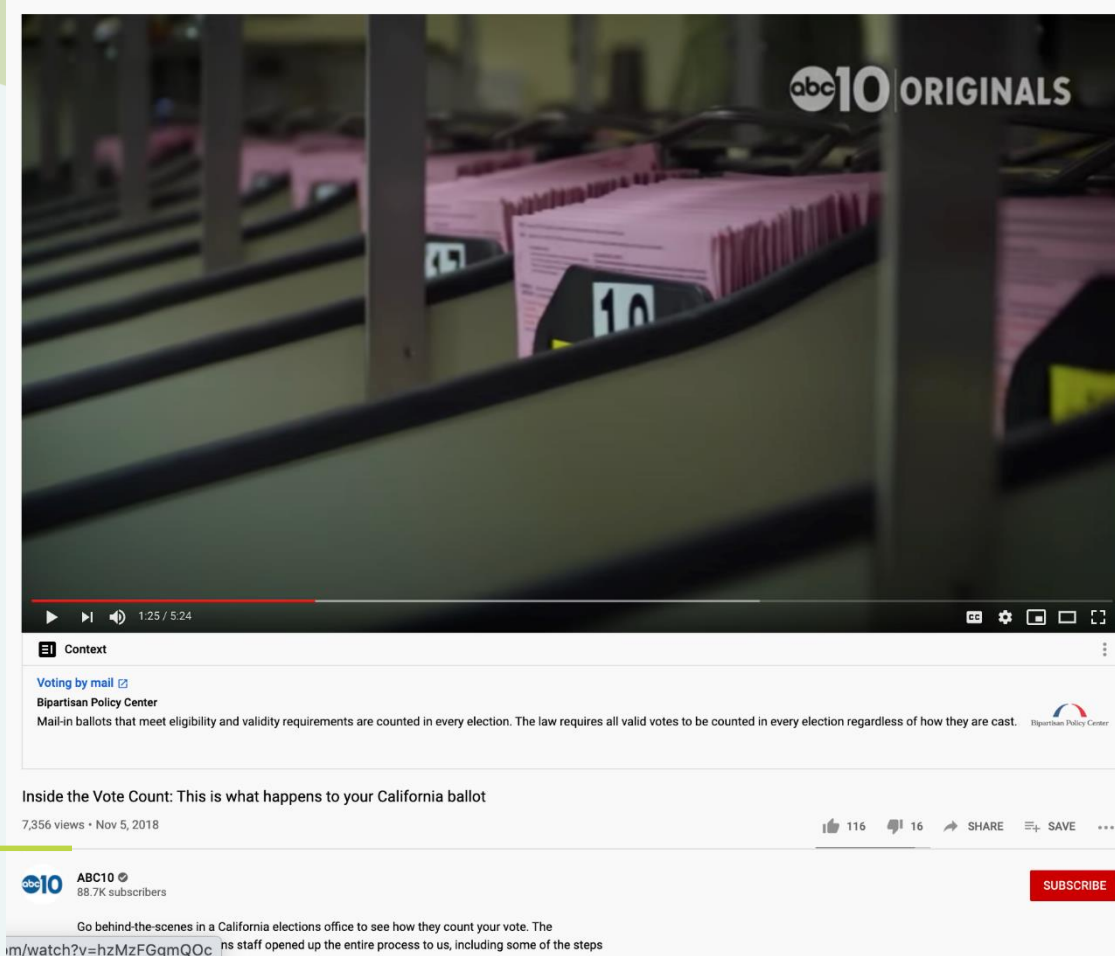 abc10 ORIGINALS
10
1:25 / 5:24
CC
Context
Voting by mail
Bipartisan Policy Center
Mail-in ballots that meet eligibility and validity requirements are counted in every election. The law requires all valid votes to be counted in every election regardless of how they are cast.
Bipartisan Policy Center
Inside the Vote Count: This is what happens to your California ballot
7,356 views • Nov 5, 2018
116 16 SHARE SAVE
abc10 ABC10
88.7K subscribers
SUBSCRIBE
Go behind-the-scenes in a California elections office to see how they count your vote. The
om/watch?v=hzMzFGqmQOc ns staff opened up the entire process to us, including some of the steps